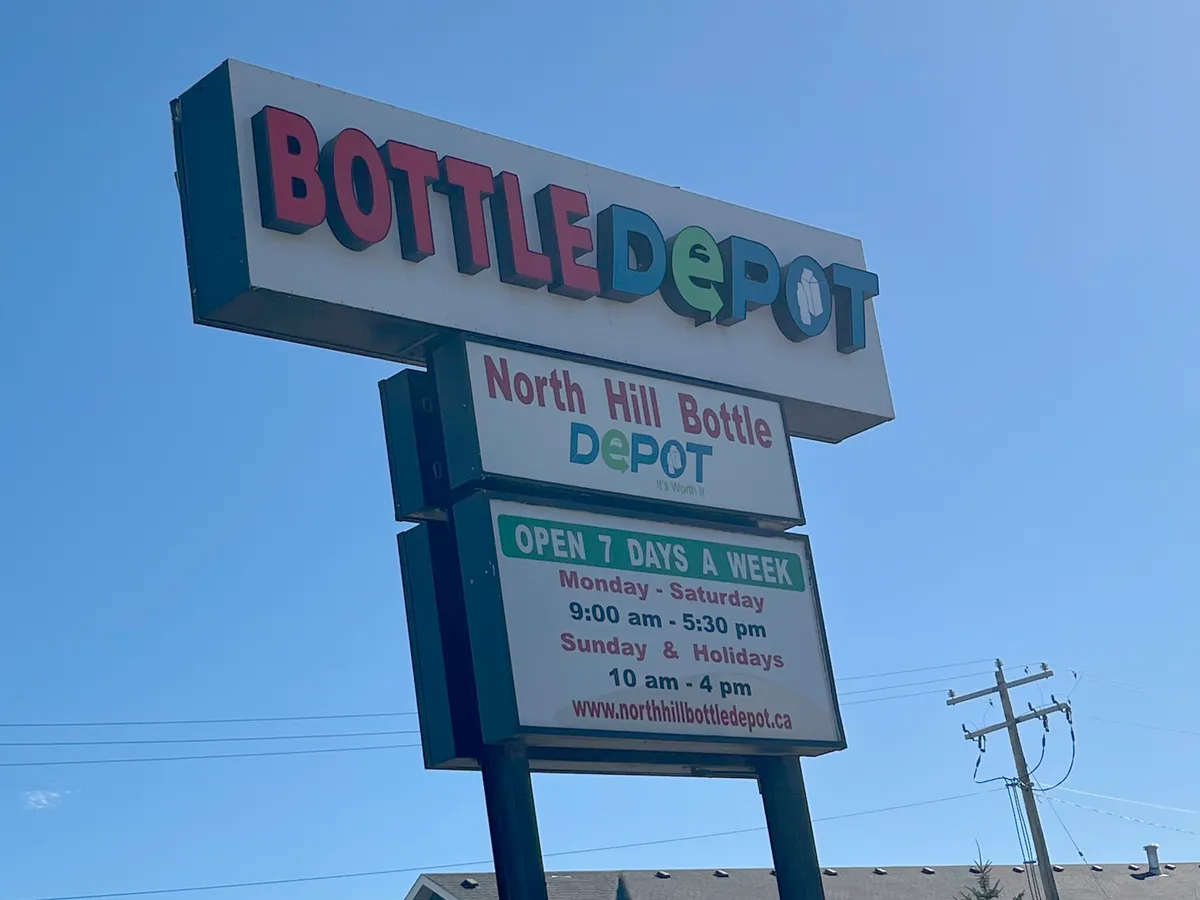 BOTTLEDePOT
North Hill Bottle
DePOT
It's Worth It
OPEN 7 DAYS A WEEK
Monday - Saturday
9:00 am - 5:30 pm
Sunday & Holidays
10 am - 4 pm
www.northhillbottledepot.ca